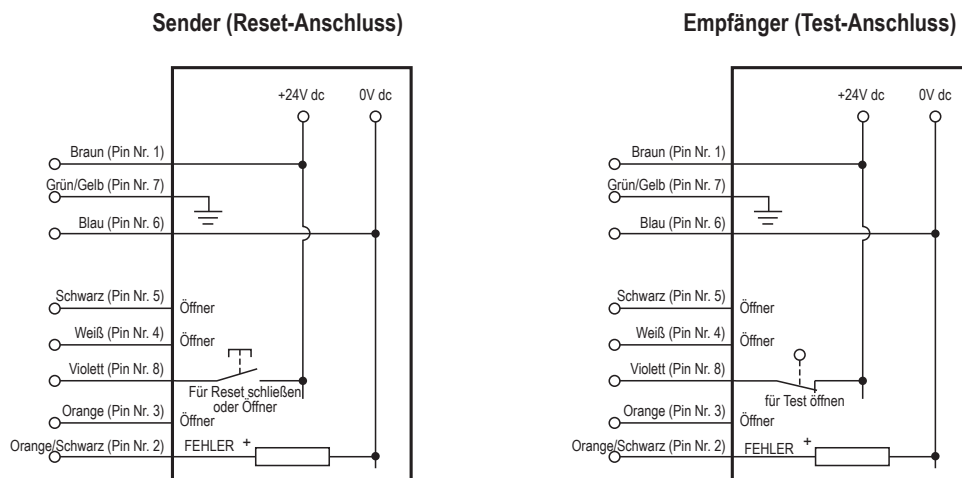 Sender (Reset-Anschluss)
+24V dc
0V dc
Braun (Pin Nr. 1)
Grün/Gelb (Pin Nr. 7)
Blau (Pin Nr. 6)
Schwarz (Pin Nr. 5)
Öffner
Weiß (Pin Nr. 4)
Öffner
Violett (Pin Nr. 8)
Für Reset schließen
oder Öffner
Orange (Pin Nr. 3)
Öffner
Orange/Schwarz (Pin Nr. 2)
FEHLER +
Empfänger (Test-Anschluss)
+24V dc
0V dc
Braun (Pin Nr. 1)
Grün/Gelb (Pin Nr. 7)
Blau (Pin Nr. 6)
Schwarz (Pin Nr. 5)
Öffner
Weiß (Pin Nr. 4)
Öffner
Violett (Pin Nr. 8)
für Test öffnen
Orange (Pin Nr. 3)
Öffner
Orange/Schwarz (Pin Nr. 2)
FEHLER +